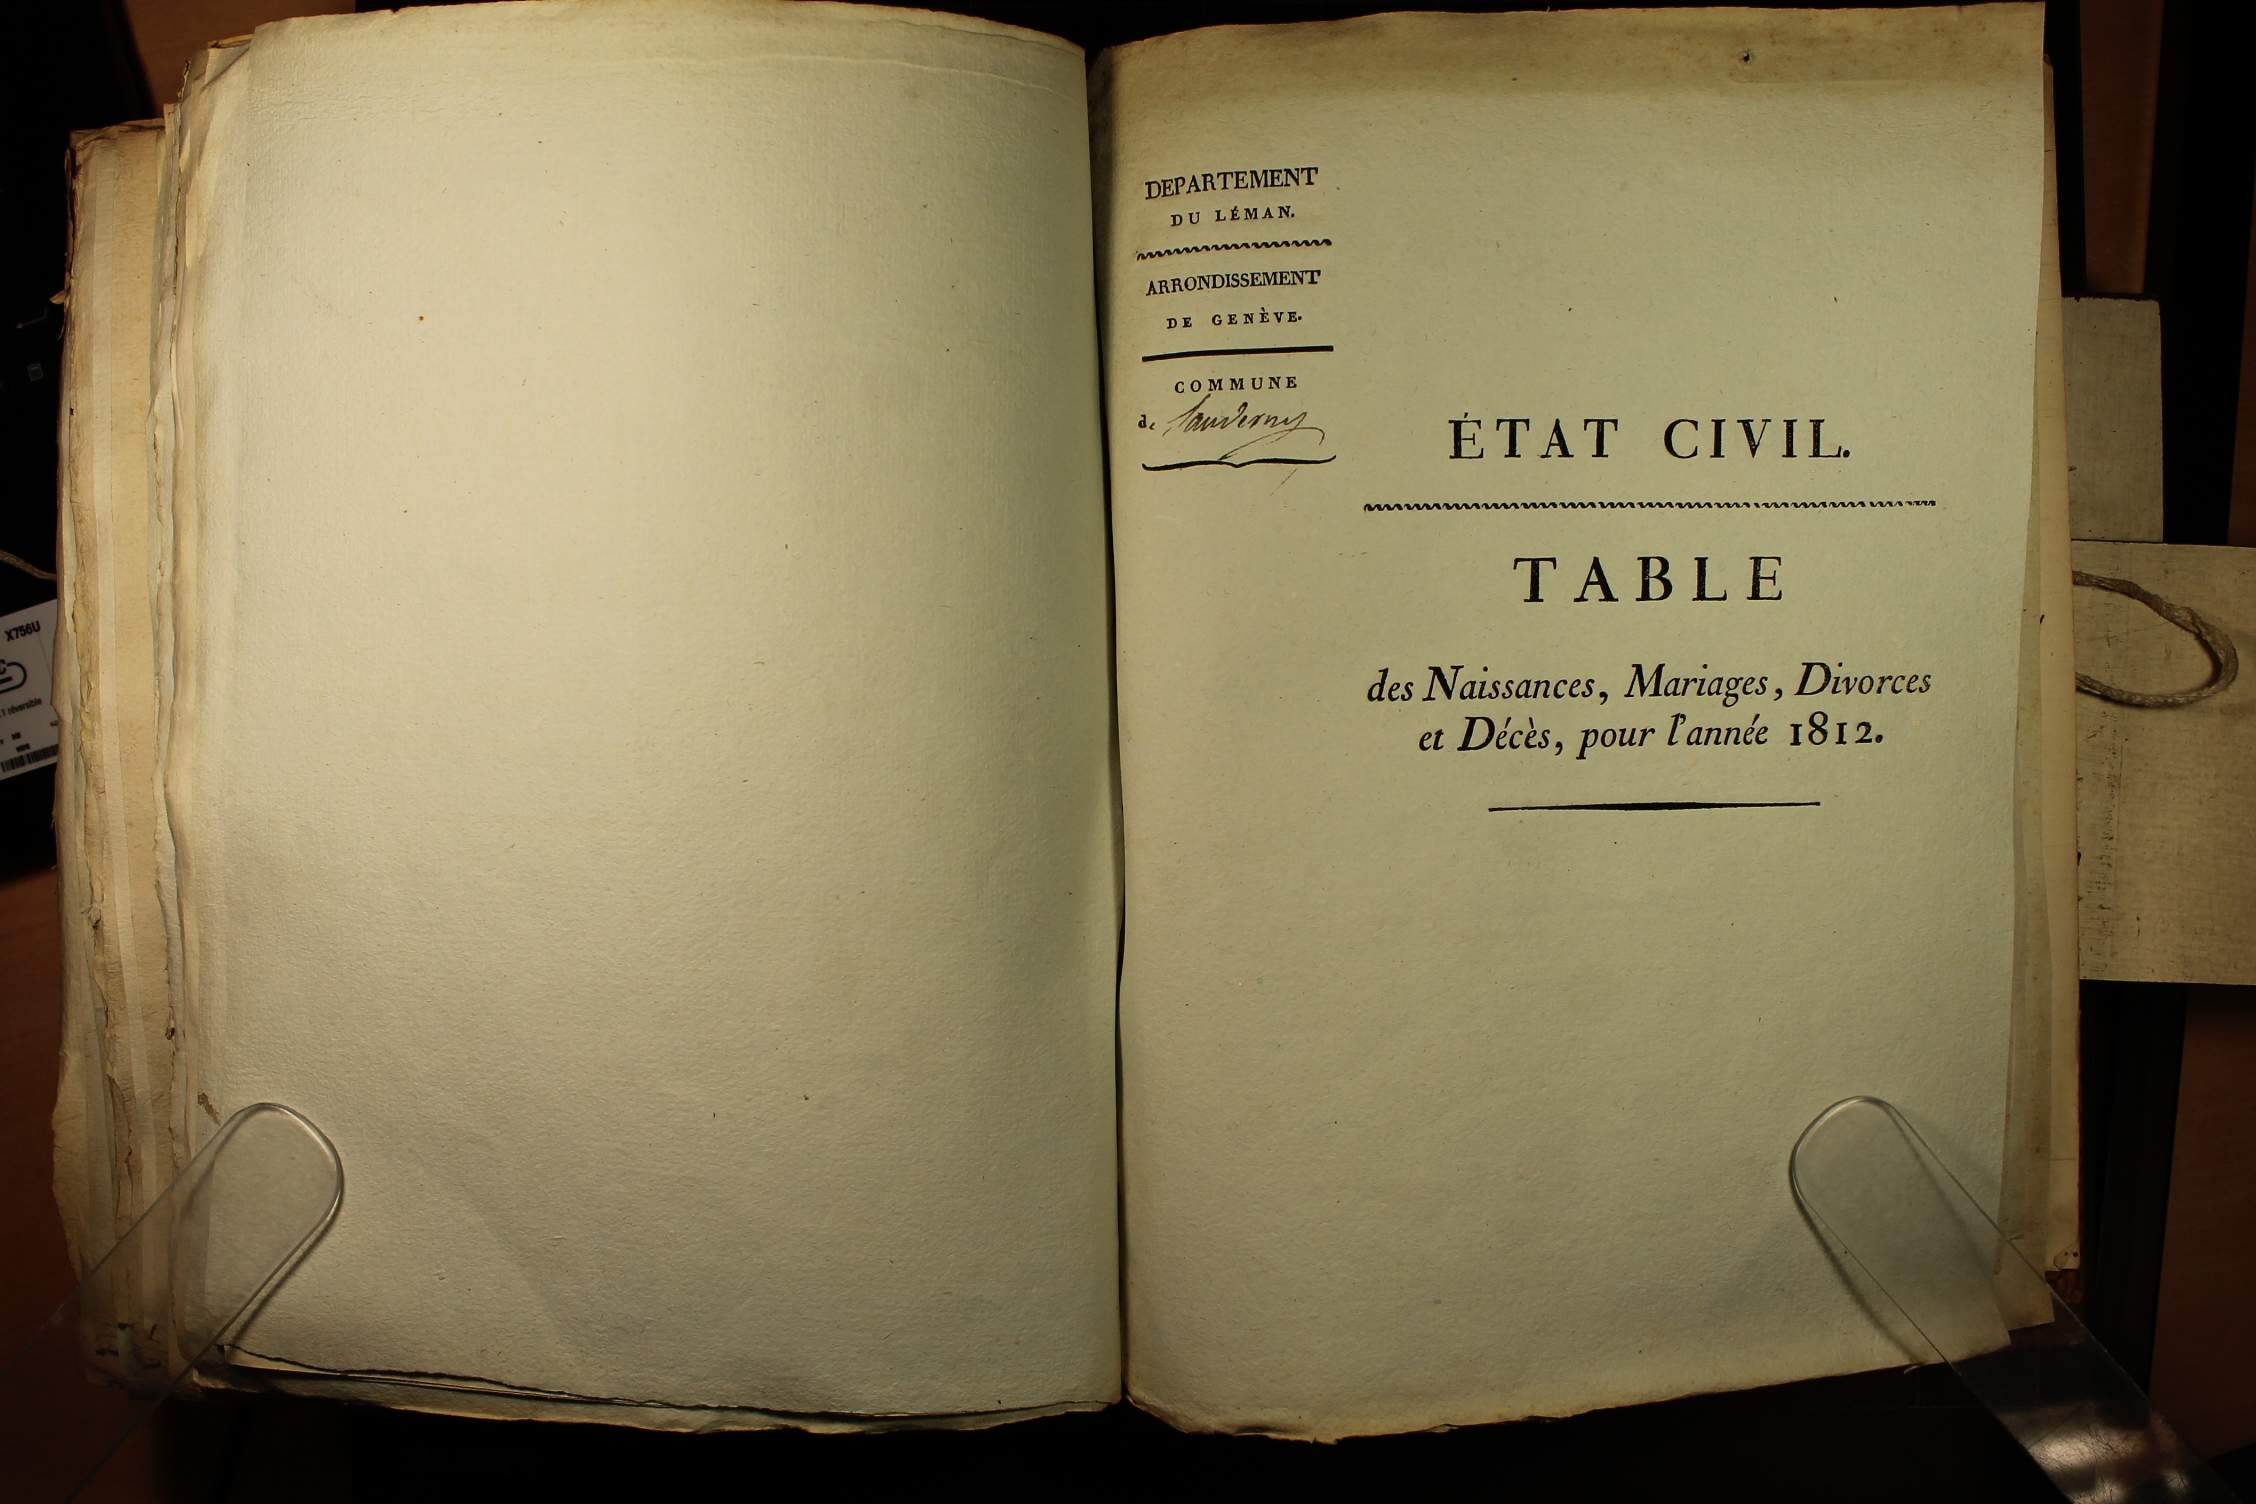 DEPARTEMENT
DU LÉMAN.
ARRONDISSEMENT
DE GENÈVE.
COMMUNE
de
ÉTAT CIVIL.
TABLE
des Naissances, Mariages, Divorces
et Décès, pour l'année 1812.
X756U